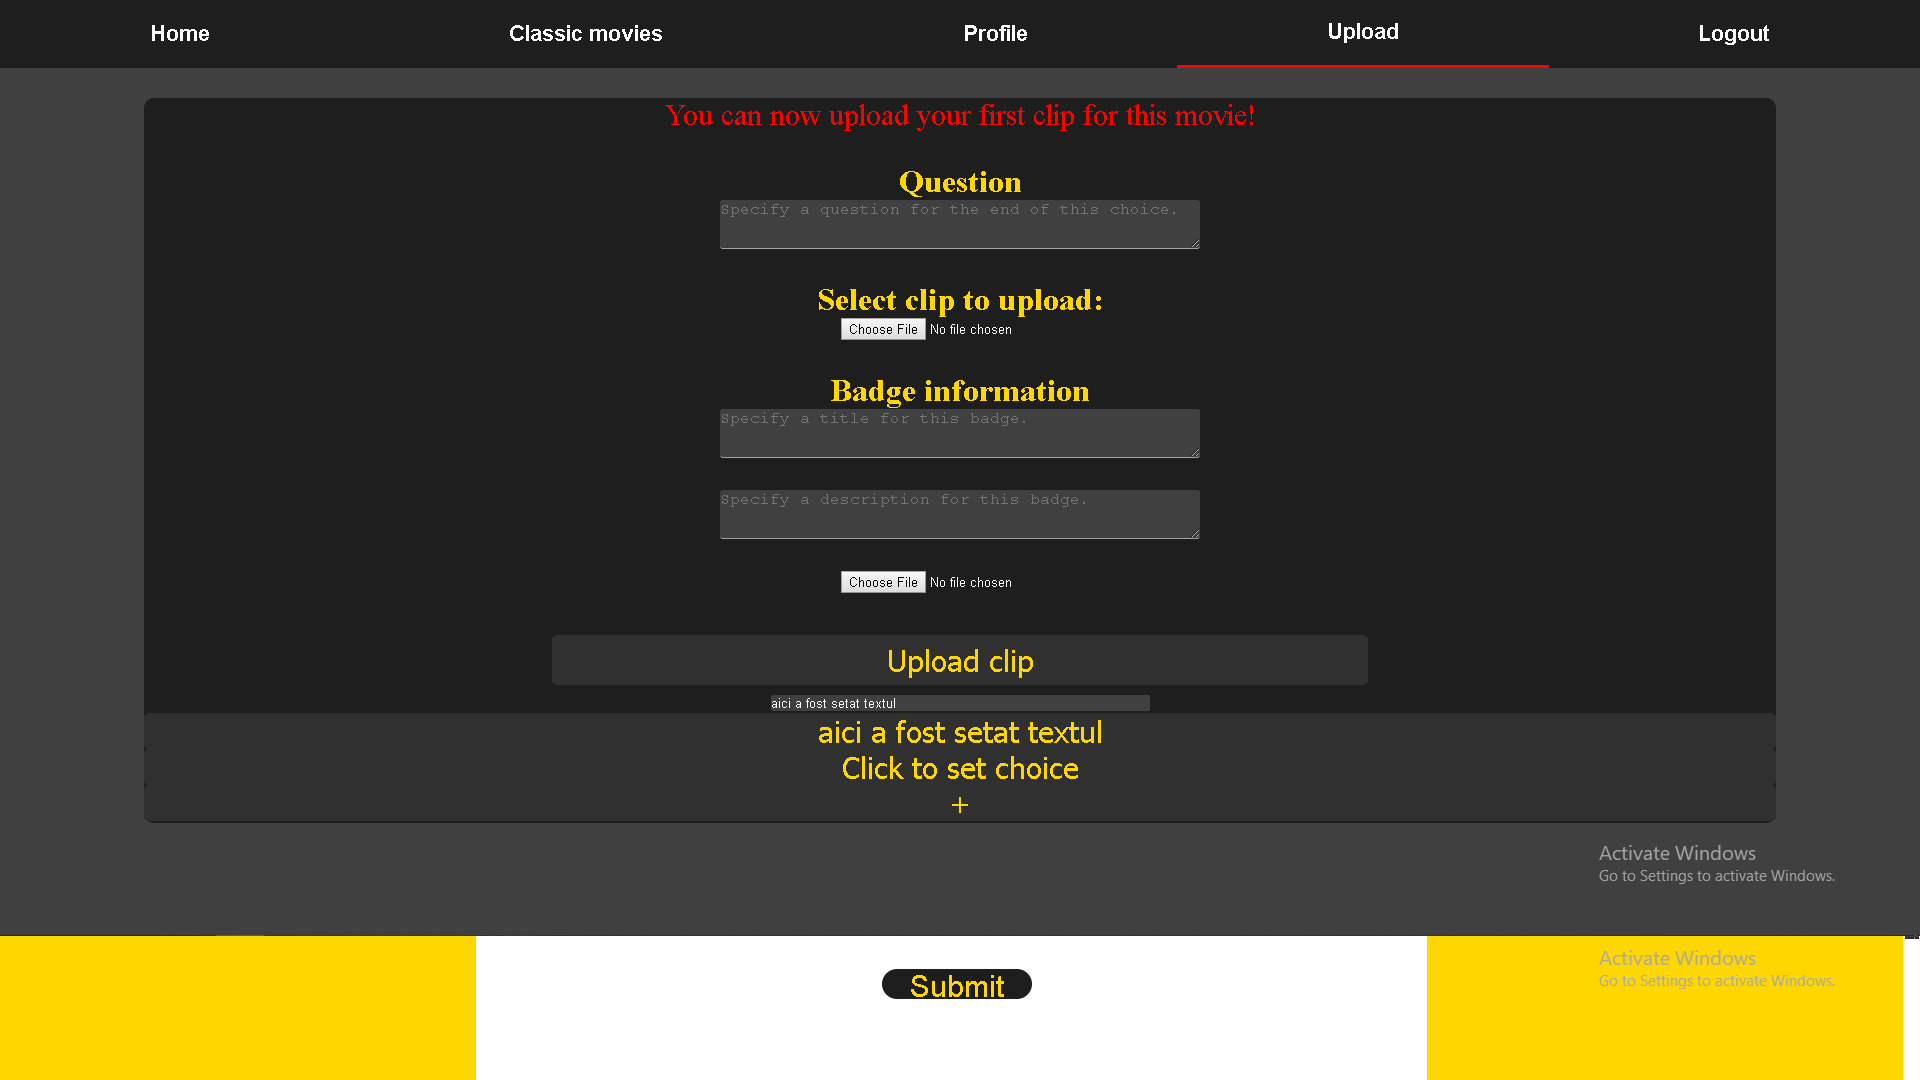 Home Classic movies Profile Upload Logout
You can now upload your first clip for this movie!
Question
Specify a question for the end of this choice.
Select clip to upload:
Choose File No file chosen
Badge information
Specify a title for this badge.
Specify a description for this badge.
Choose File No file chosen
Upload clip
aici a fost setat textul
aici a fost setat textul
Click to set choice
+
Activate Windows
Go to Settings to activate Windows.
Activate Windows
Go to Settings to activate Windows.
Submit